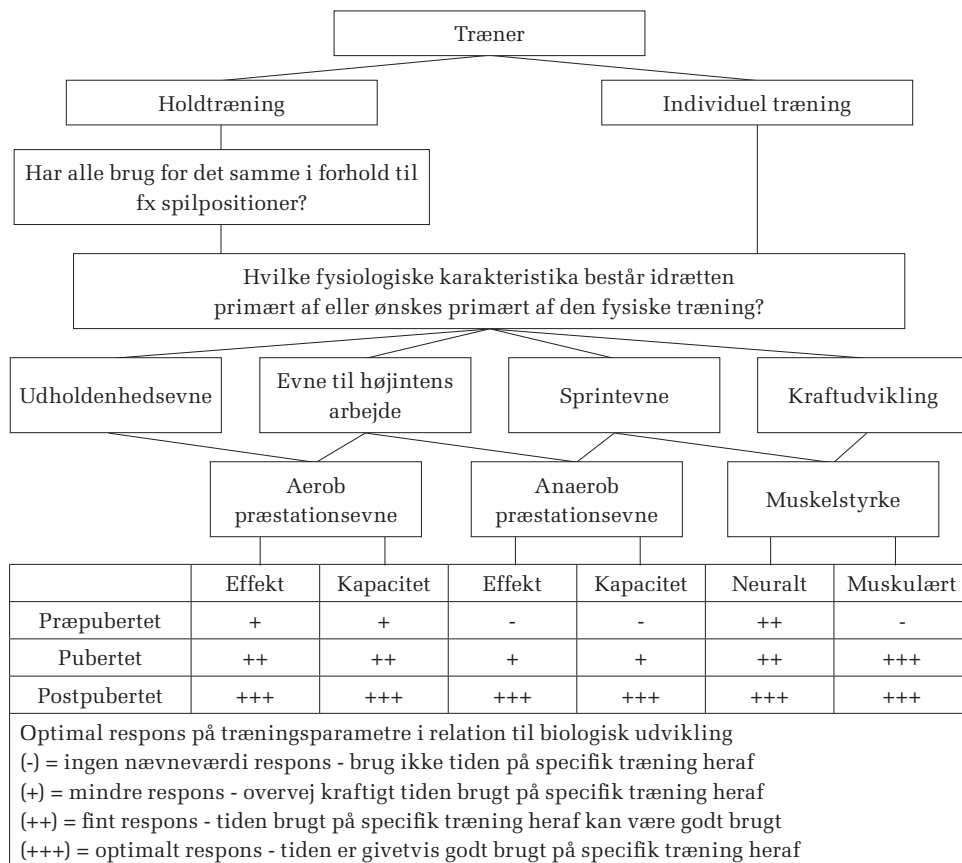 Træner
Holdtræning
Individuel træning
Har alle brug for det samme i forhold til
fx spilpositioner?
Hvilke fysiologiske karakteristika består idrætten
primært af eller ønskes primært af den fysiske træning?
Udholdenhedsevne
Evne til højintens
arbejde
Sprintevne
Kraftudvikling
Aerob
præstationsevne
Anaerob
præstationsevne
Muskelstyrke
Effekt Kapacitet Effekt Kapacitet Neuralt Muskulært
Præpubertet + + - - ++ -
Pubertet ++ ++ + + ++ +++
Postpubertet +++ +++ +++ +++ +++ +++
Optimal respons på træningsparametre i relation til biologisk udvikling
(-) = ingen nævneværdi respons - brug ikke tiden på specifik træning heraf
(+) = mindre respons - overvej kraftigt tiden brugt på specifik træning heraf
(++) = fint respons - tiden brugt på specifik træning heraf kan være godt brugt
(+++) = optimalt respons - tiden er givetvis godt brugt på specifik træning heraf